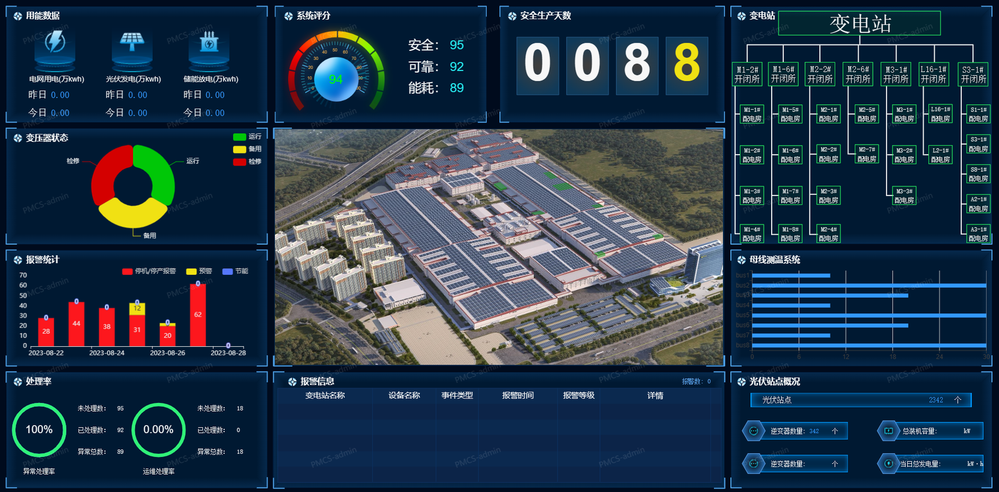 用能数据
电网用电(万kwh)
光伏发电(万kwh)
储能放电(万kwh)
昨日 0.00
昨日 0.00
昨日 0.00
今日 0.00
今日 0.00
今日 0.00
系统评分
0
10
20
30
40
50
60
70
80
90
94
安全： 95
可靠： 92
能耗： 89
安全生产天数
0 0 8 8
变电站
变电站
M1-2#
开闭所
M1-6#
开闭所
M2-2#
开闭所
M2-6#
开闭所
M3-1#
开闭所
L16-1#
开闭所
S3-1#
开闭所
M1-1#
配电房
M1-2#
配电房
M1-3#
配电房
M1-4#
配电房
M1-5#
配电房
M1-6#
配电房
M1-7#
配电房
M1-8#
配电房
M2-1#
配电房
M2-2#
配电房
M2-3#
配电房
M2-4#
配电房
M2-5#
配电房
M2-7#
配电房
M3-1#
配电房
M3-2#
配电房
M3-3#
配电房
L16-1#
配电房
L2-1#
配电房
S1-1#
配电房
S3-1#
配电房
S8-1#
配电房
A2-1#
配电房
A3-1#
配电房
变压器状态
运行
备用
检修
检修
运行
备用
报警统计
停机/停产报警 预警 节能
70
60
50
40
30
20
10
0
28
0
44
0
38
0
31
12
0
20
0
62
0
0
2023-08-22 2023-08-24 2023-08-26 2023-08-28
母线测温系统
bus1
bus2
bus3
bus4
bus5
bus6
bus7
bus8
0 6 12 18 24 30
处理率
100%
异常处理率
未处理数： 95
已处理数： 92
异常总数： 89
0.00%
运维处理率
未处理数： 18
已处理数： 0
异常总数： 18
报警信息
报警数： 0
变电站名称 设备名称 事件类型 报警时间 报警等级 详情
光伏站点概况
光伏站点 2342 个
逆变器数量： 342 个
总装机容量： kW
逆变器数量： 个
当日总发电量： kW·h
PMCS-admin